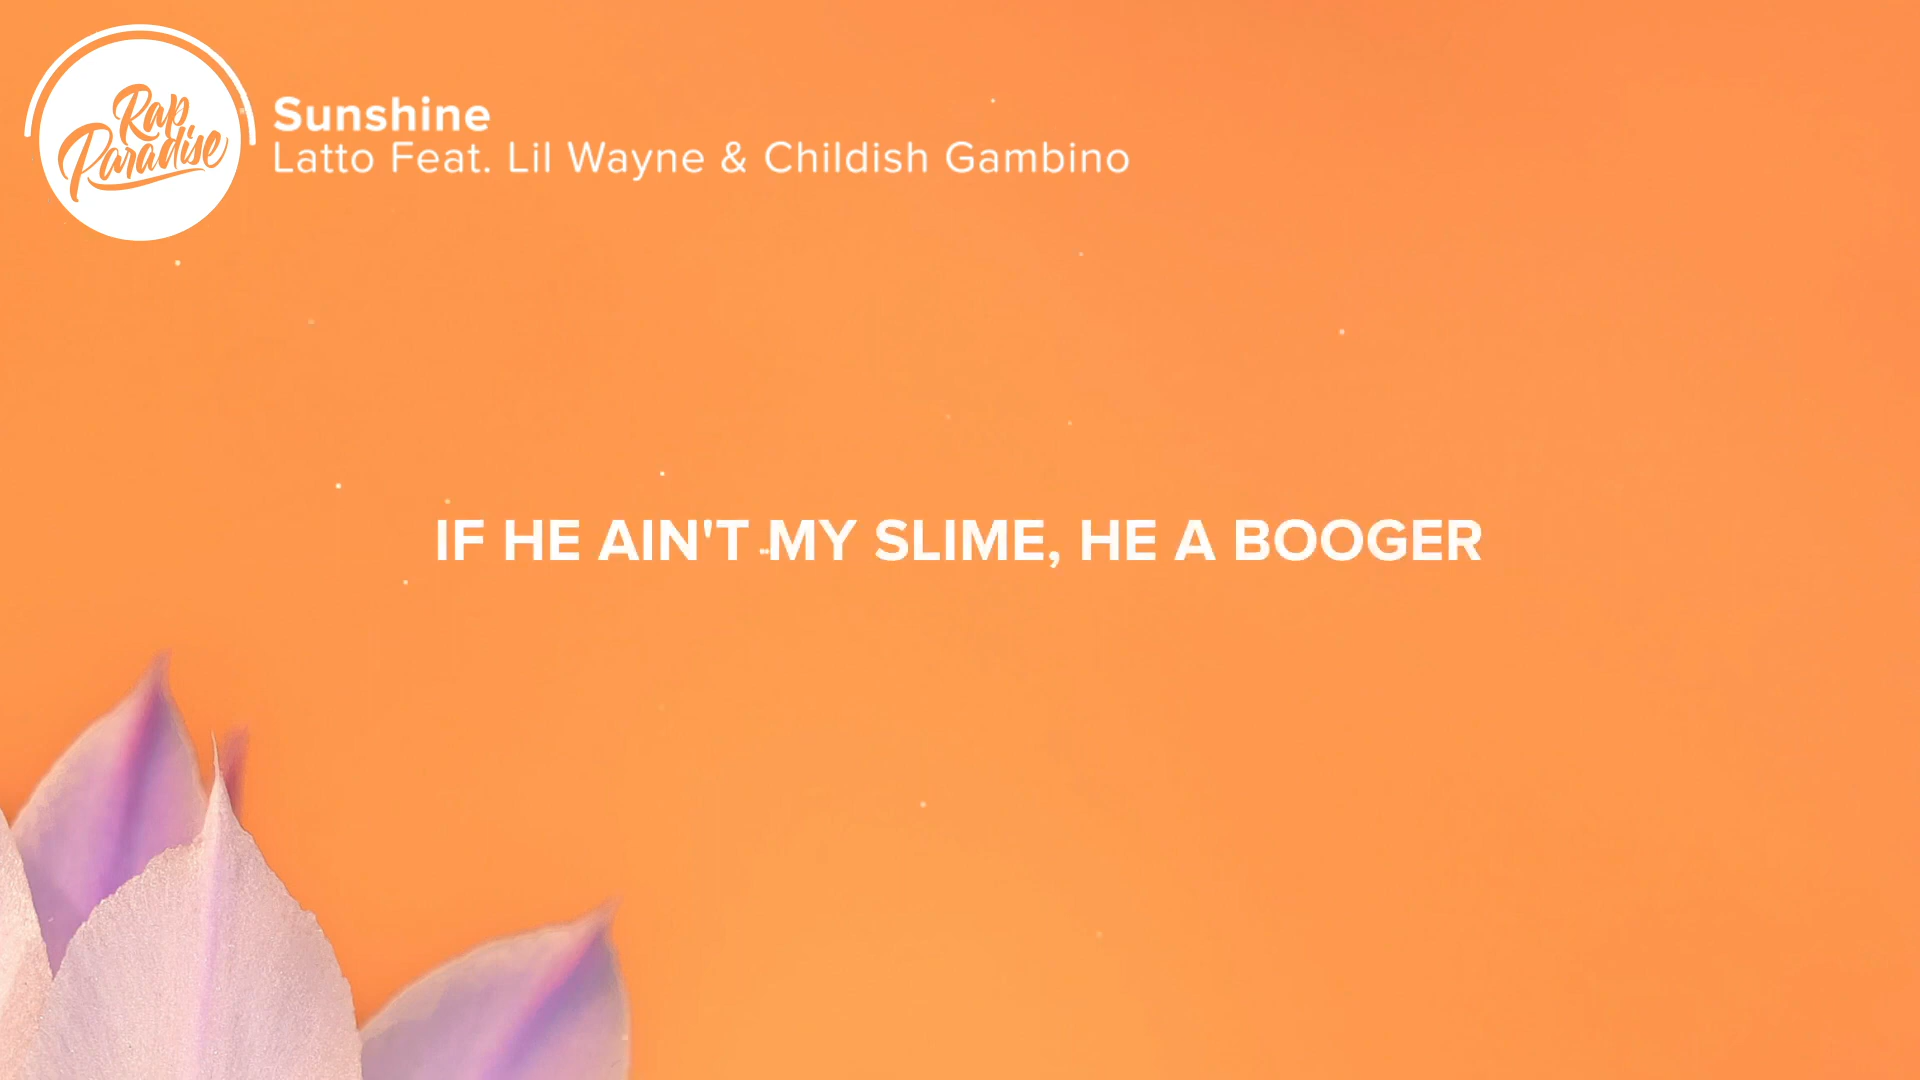 Rap
Paradise
Sunshine
Latto Feat. Lil Wayne & Childish Gambino
IF HE AIN'T MY SLIME, HE A BOOGER